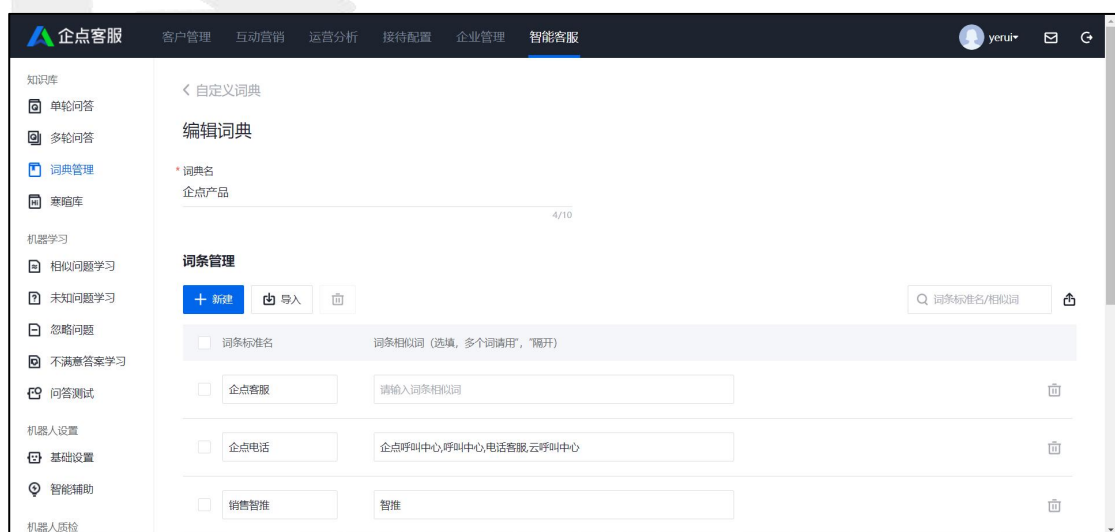 企点客服 客户管理 互动营销 运营分析 接待配置 企业管理 智能客服 yerui
知识库
单轮问答
多轮问答
词典管理
寒暄库
机器学习
相似问题学习
未知问题学习
忽略问题
不满意答案学习
问答测试
机器人设置
基础设置
智能辅助
机器人质检
自定义词典
编辑词典
* 词典名
企点产品
4/10
词条管理
新建 导入 词条标准名/相似词
词条标准名 词条相似词（选填，多个词请用"，"隔开）
企点客服 请输入词条相似词
企点电话 企点呼叫中心,呼叫中心,电话客服,云呼叫中心
销售智推 智推